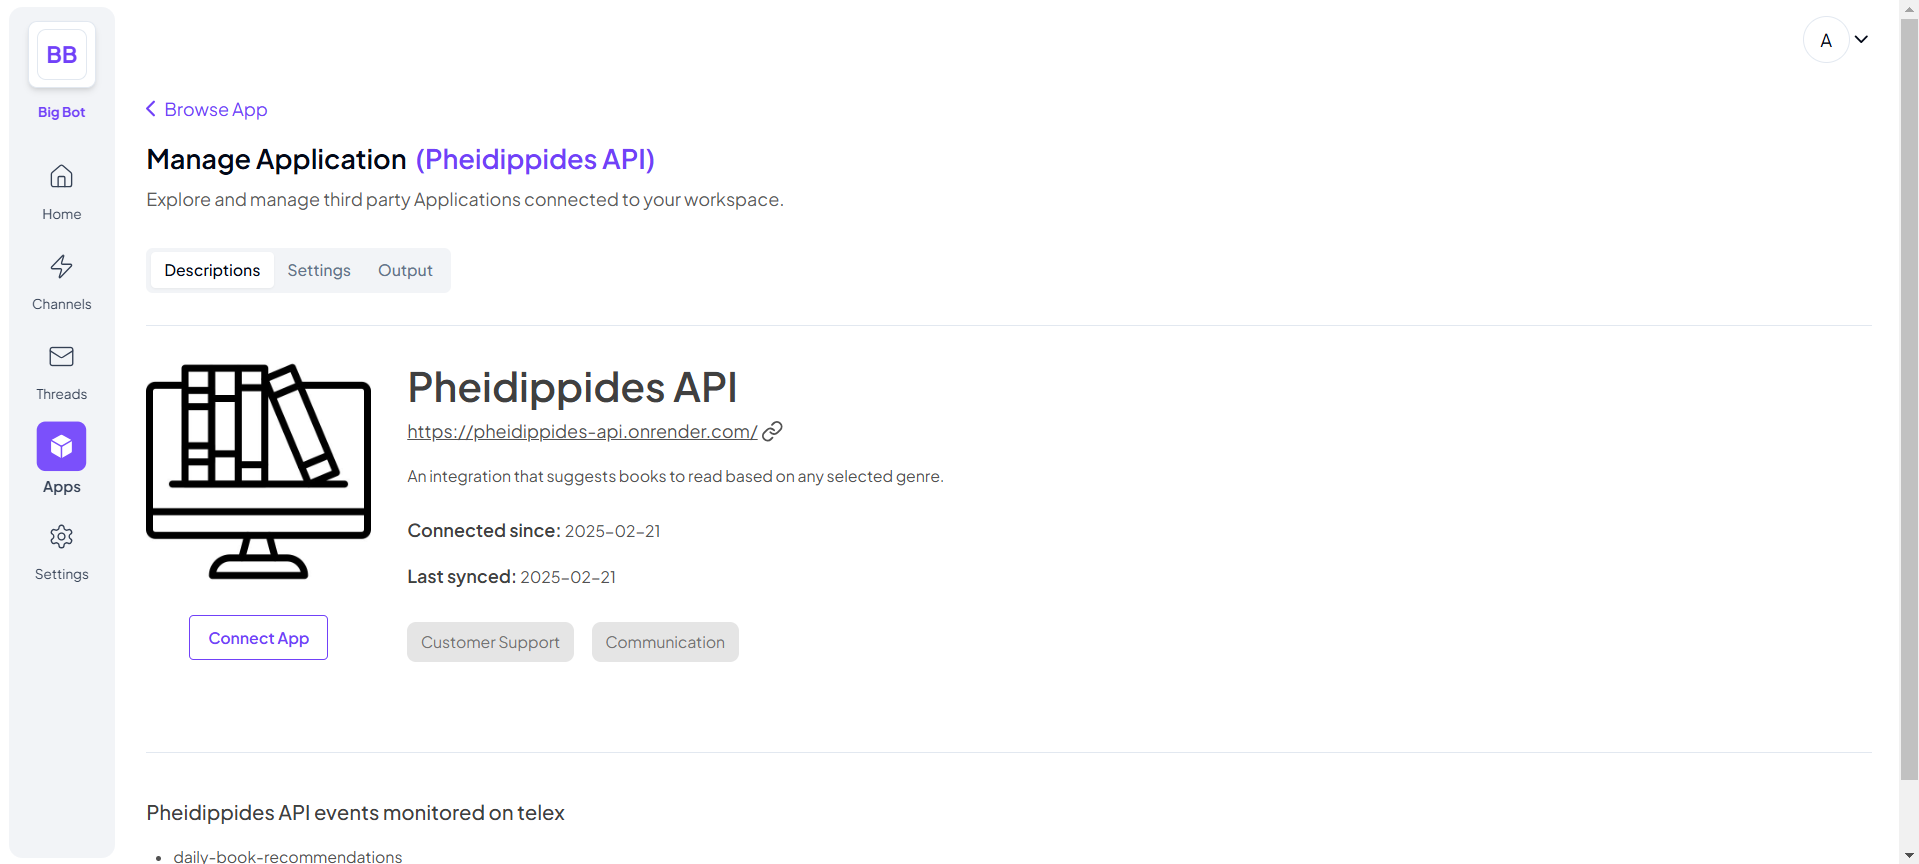 BB
Big Bot
Home
Channels
Threads
Apps
Settings
A
Browse App
Manage Application (Pheidippides API)
Explore and manage third party Applications connected to your workspace.
Descriptions Settings Output
Pheidippides API
https://pheidippides-api.onrender.com/
An integration that suggests books to read based on any selected genre.
Connected since: 2025-02-21
Last synced: 2025-02-21
Connect App
Customer Support Communication
Pheidippides API events monitored on telex
• daily-book-recommendations